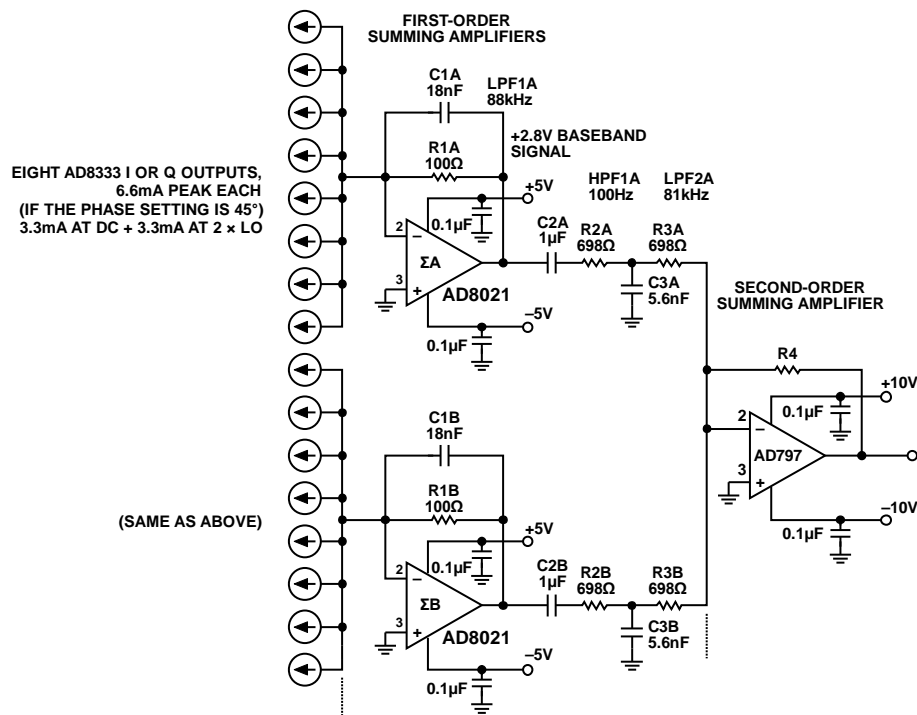 FIRST-ORDER
SUMMING AMPLIFIERS
C1A
18nF
LPF1A
88kHz
R1A
100Ω
+2.8V BASEBAND
SIGNAL
EIGHT AD8333 I OR Q OUTPUTS,
6.6mA PEAK EACH
(IF THE PHASE SETTING IS 45°)
3.3mA AT DC + 3.3mA AT 2 × LO
+5V
0.1µF
2
–
3
+
ΣA
AD8021
–5V
0.1µF
HPF1A
100Hz
LPF2A
81kHz
C2A
1µF
R2A
698Ω
R3A
698Ω
C3A
5.6nF
SECOND-ORDER
SUMMING AMPLIFIER
R4
+10V
0.1µF
2
–
3
+
AD797
–10V
0.1µF
C1B
18nF
R1B
100Ω
(SAME AS ABOVE)
+5V
0.1µF
2
–
3
+
ΣB
AD8021
–5V
0.1µF
C2B
1µF
R2B
698Ω
R3B
698Ω
C3B
5.6nF